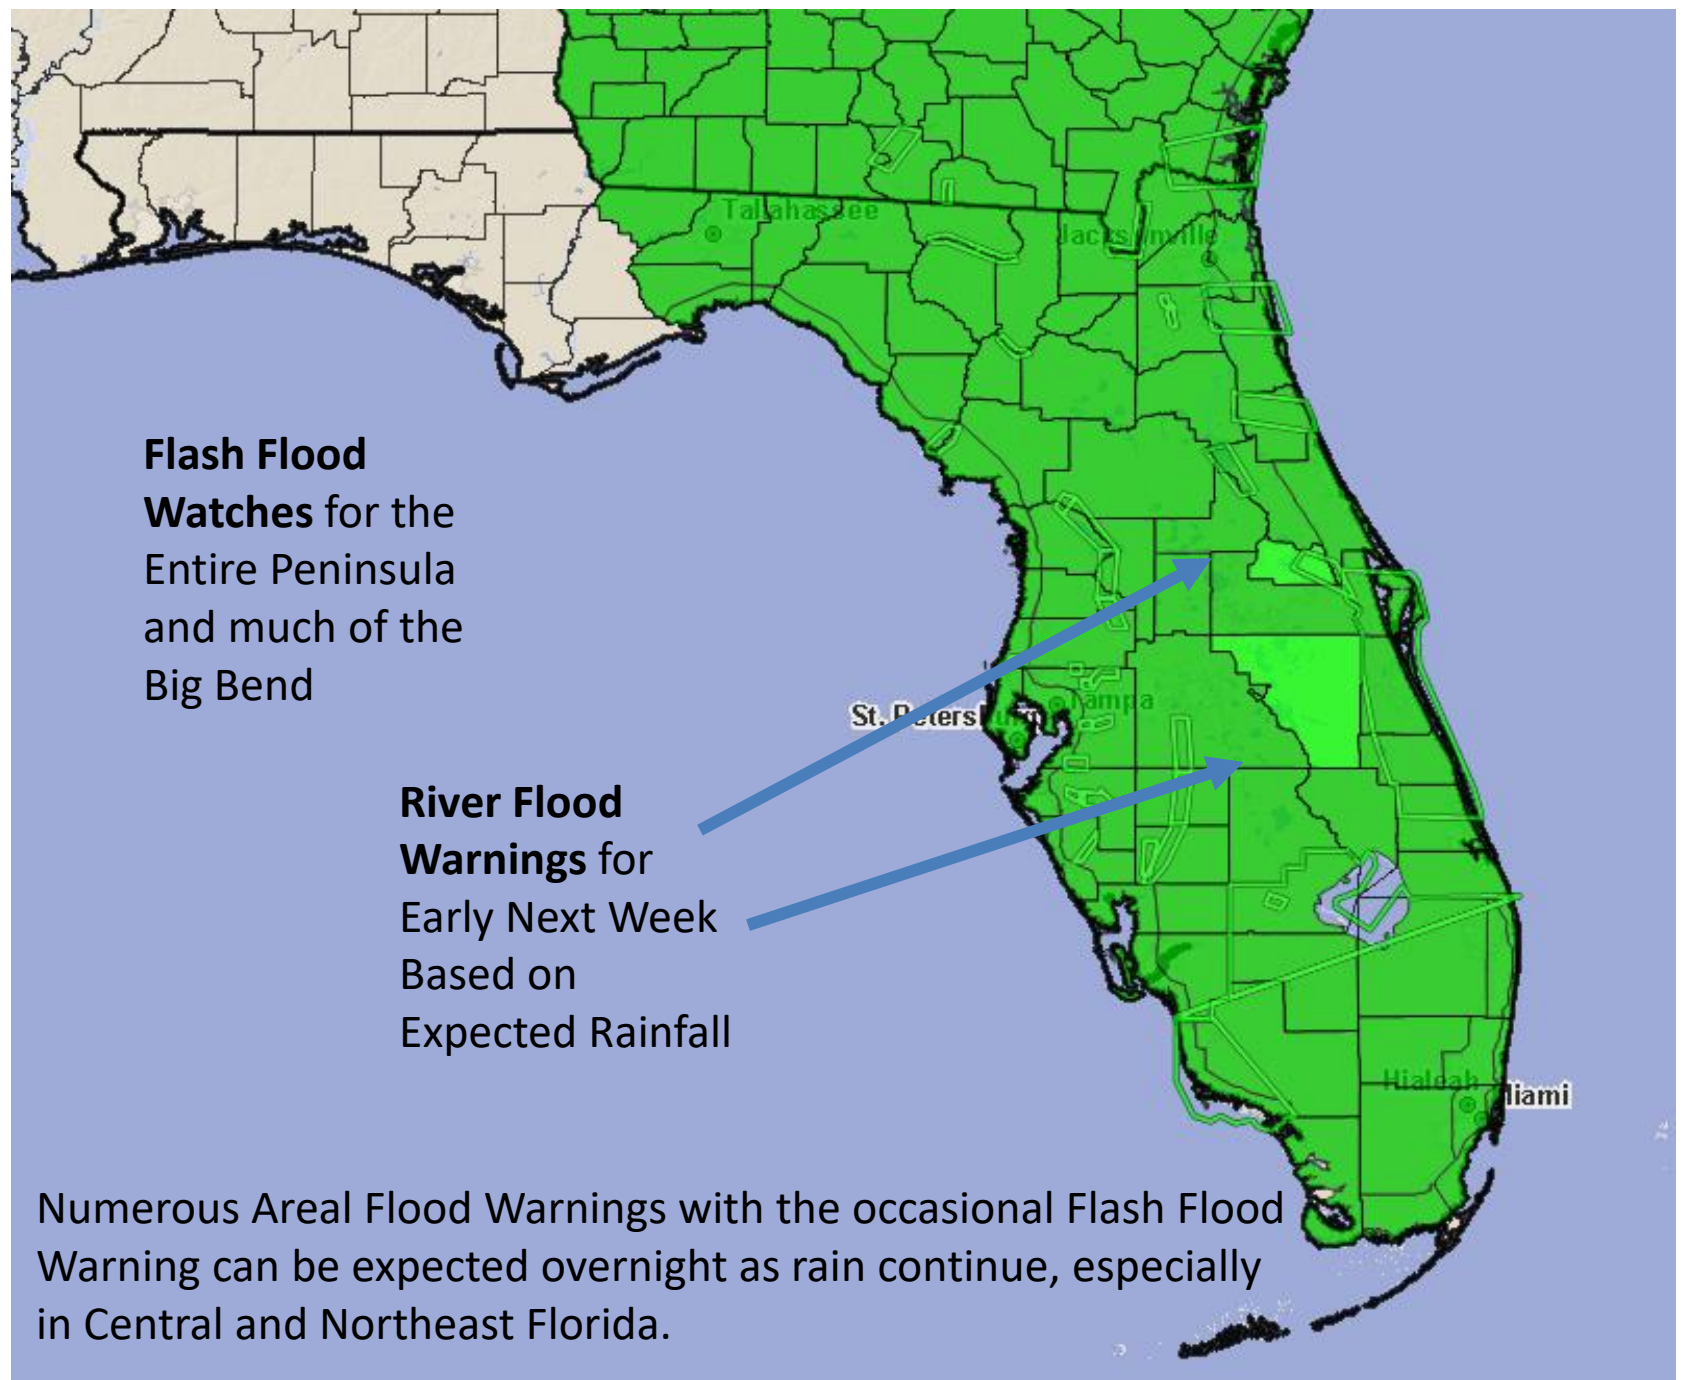 Tallahassee
Jacksonville
Flash Flood
Watches for the
Entire Peninsula
and much of the
Big Bend
Tampa
St. Petersburg
River Flood
Warnings for
Early Next Week
Based on
Expected Rainfall
Hialeah
Miami
Numerous Areal Flood Warnings with the occasional Flash Flood
Warning can be expected overnight as rain continue, especially
in Central and Northeast Florida.